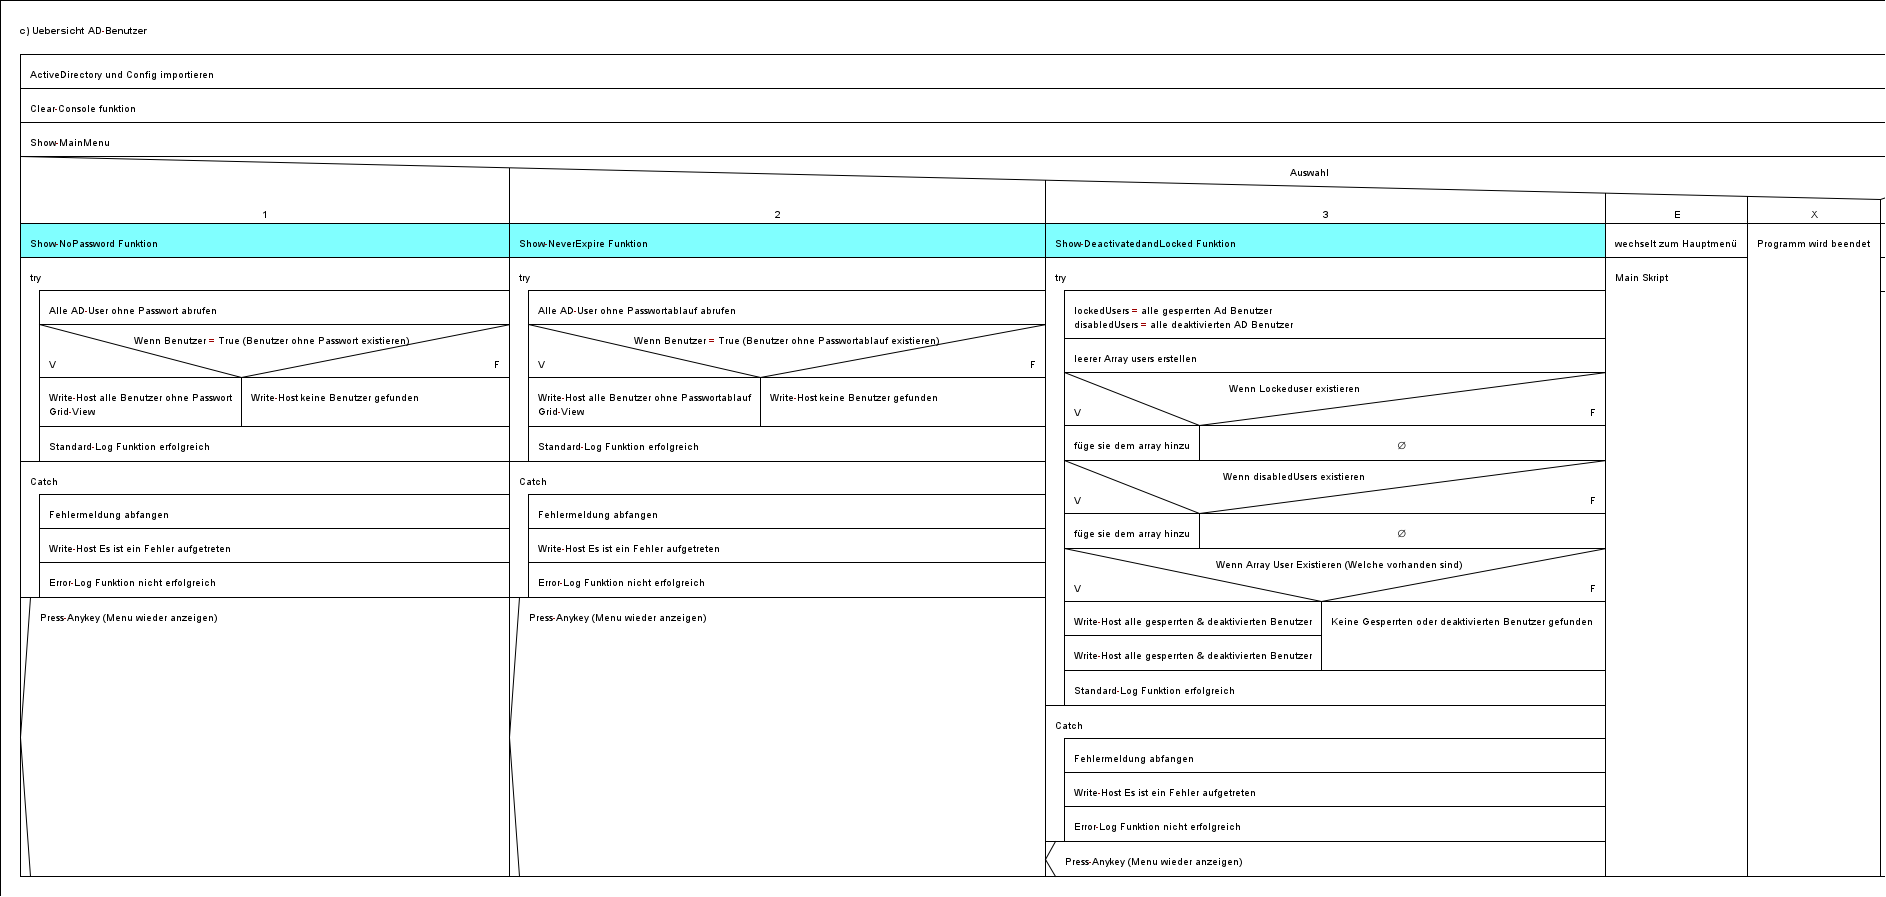 c) Uebersicht AD-Benutzer
ActiveDirectory und Config importieren
Clear-Console funktion
Show-MainMenu
Auswahl
1
2
3
E
X
Show-NoPassword Funktion
try
Alle AD-User ohne Passwort abrufen
Wenn Benutzer = True (Benutzer ohne Passwort existieren)
V
F
Write-Host alle Benutzer ohne Passwort
Grid-View
Write-Host keine Benutzer gefunden
Standard-Log Funktion erfolgreich
Catch
Fehlermeldung abfangen
Write-Host Es ist ein Fehler aufgetreten
Error-Log Funktion nicht erfolgreich
Press-Anykey (Menu wieder anzeigen)
Show-NeverExpire Funktion
try
Alle AD-User ohne Passwortablauf abrufen
Wenn Benutzer = True (Benutzer ohne Passwortablauf existieren)
V
F
Write-Host alle Benutzer ohne Passwortablauf
Grid-View
Write-Host keine Benutzer gefunden
Standard-Log Funktion erfolgreich
Catch
Fehlermeldung abfangen
Write-Host Es ist ein Fehler aufgetreten
Error-Log Funktion nicht erfolgreich
Press-Anykey (Menu wieder anzeigen)
Show-DeactivatedandLocked Funktion
try
lockedUsers = alle gesperrten Ad Benutzer
disabledUsers = alle deaktivierten AD Benutzer
leerer Array users erstellen
Wenn Lockeduser existieren
V
F
füge sie dem array hinzu
Ø
Wenn disabledUsers existieren
V
F
füge sie dem array hinzu
Ø
Wenn Array User Existieren (Welche vorhanden sind)
V
F
Write-Host alle gesperrten & deaktivierten Benutzer
Keine Gesperrten oder deaktivierten Benutzer gefunden
Write-Host alle gesperrten & deaktivierten Benutzer
Standard-Log Funktion erfolgreich
Catch
Fehlermeldung abfangen
Write-Host Es ist ein Fehler aufgetreten
Error-Log Funktion nicht erfolgreich
Press-Anykey (Menu wieder anzeigen)
wechselt zum Hauptmenü
Main Skript
Programm wird beendet